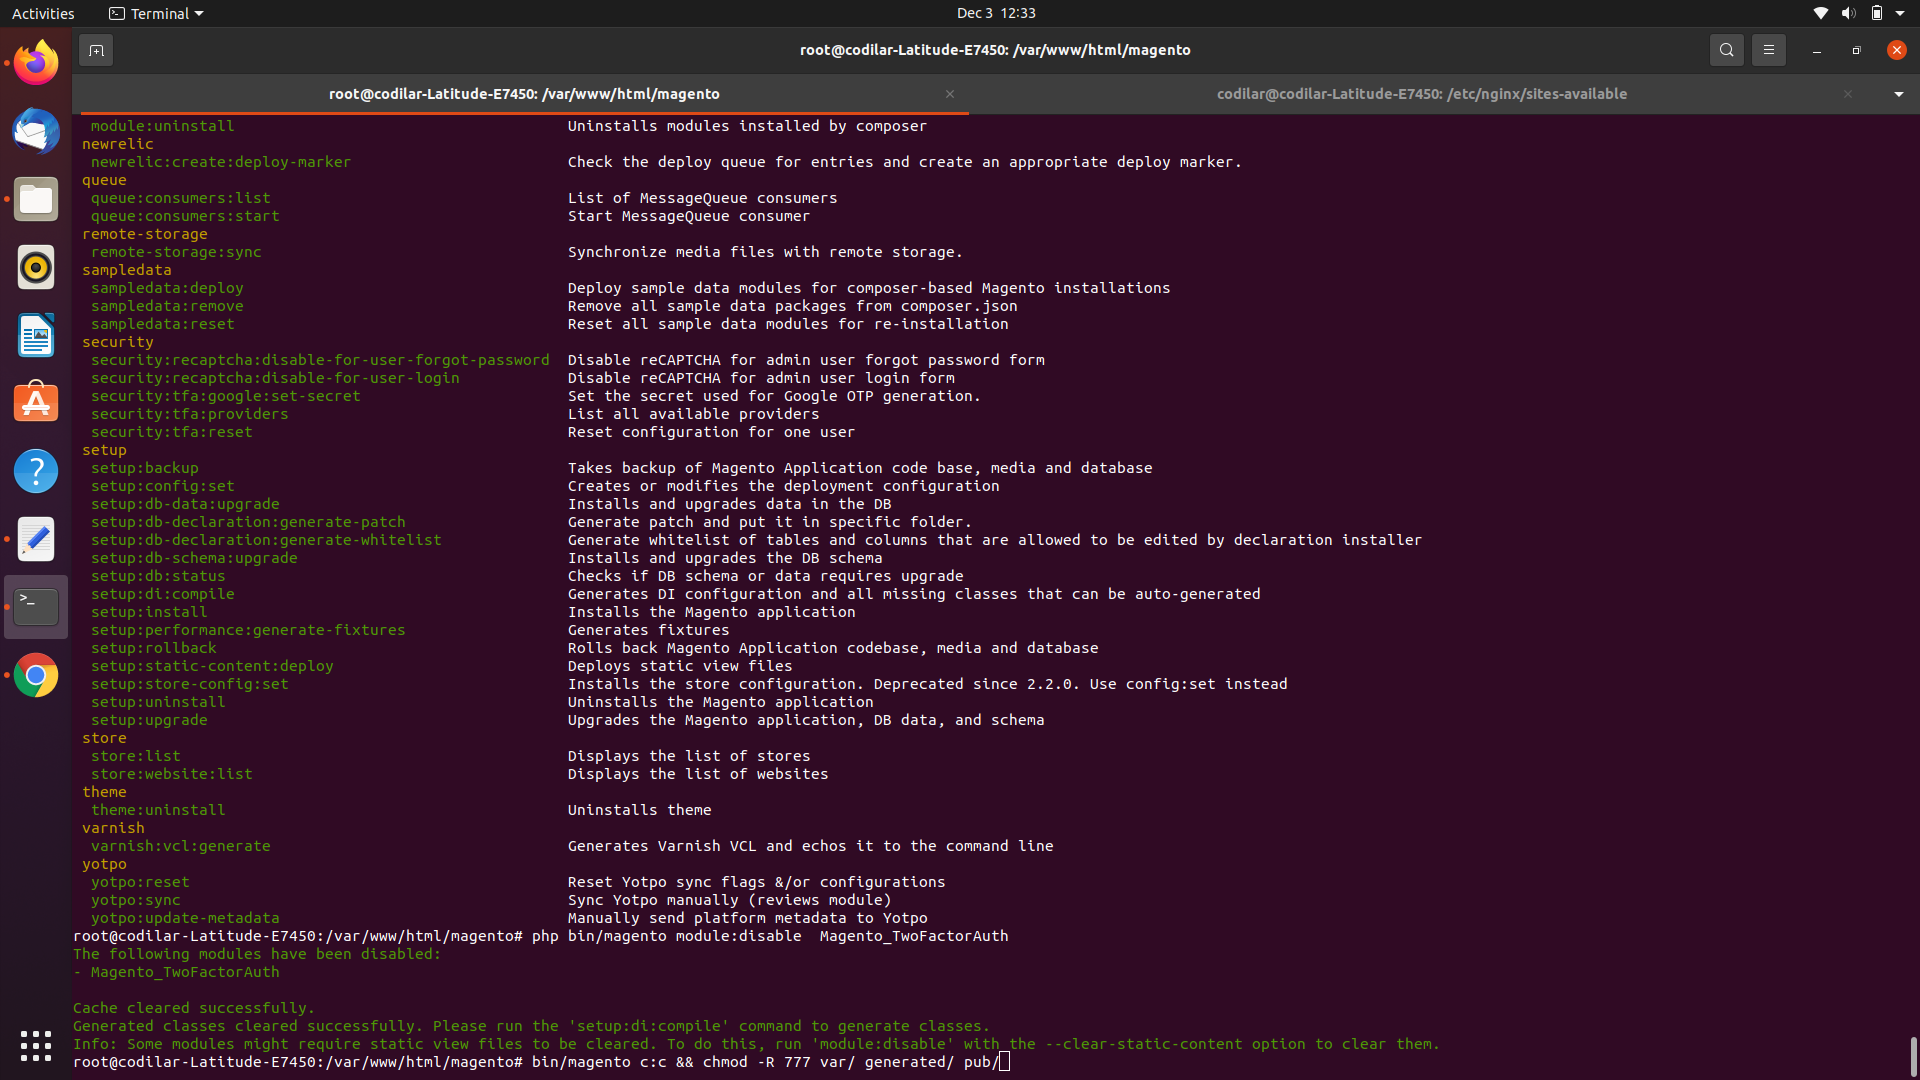 Activities
Terminal
Dec 3 12:33
root@codilar-Latitude-E7450: /var/www/html/magento
root@codilar-Latitude-E7450: /var/www/html/magento
codilar@codilar-Latitude-E7450: /etc/nginx/sites-available
module:uninstall Uninstalls modules installed by composer
newrelic
newrelic:create:deploy-marker Check the deploy queue for entries and create an appropriate deploy marker.
queue
queue:consumers:list List of MessageQueue consumers
queue:consumers:start Start MessageQueue consumer
remote-storage
remote-storage:sync Synchronize media files with remote storage.
sampledata
sampledata:deploy Deploy sample data modules for composer-based Magento installations
sampledata:remove Remove all sample data packages from composer.json
sampledata:reset Reset all sample data modules for re-installation
security
security:recaptcha:disable-for-user-forgot-password Disable reCAPTCHA for admin user forgot password form
security:recaptcha:disable-for-user-login Disable reCAPTCHA for admin user login form
security:tfa:google:set-secret Set the secret used for Google OTP generation.
security:tfa:providers List all available providers
security:tfa:reset Reset configuration for one user
setup
setup:backup Takes backup of Magento Application code base, media and database
setup:config:set Creates or modifies the deployment configuration
setup:db-data:upgrade Installs and upgrades data in the DB
setup:db-declaration:generate-patch Generate patch and put it in specific folder.
setup:db-declaration:generate-whitelist Generate whitelist of tables and columns that are allowed to be edited by declaration installer
setup:db-schema:upgrade Installs and upgrades the DB schema
setup:db:status Checks if DB schema or data requires upgrade
setup:di:compile Generates DI configuration and all missing classes that can be auto-generated
setup:install Installs the Magento application
setup:performance:generate-fixtures Generates fixtures
setup:rollback Rolls back Magento Application codebase, media and database
setup:static-content:deploy Deploys static view files
setup:store-config:set Installs the store configuration. Deprecated since 2.2.0. Use config:set instead
setup:uninstall Uninstalls the Magento application
setup:upgrade Upgrades the Magento application, DB data, and schema
store
store:list Displays the list of stores
store:website:list Displays the list of websites
theme
theme:uninstall Uninstalls theme
varnish
varnish:vcl:generate Generates Varnish VCL and echos it to the command line
yotpo
yotpo:reset Reset Yotpo sync flags &/or configurations
yotpo:sync Sync Yotpo manually (reviews module)
yotpo:update-metadata Manually send platform metadata to Yotpo
root@codilar-Latitude-E7450:/var/www/html/magento# php bin/magento module:disable  Magento_TwoFactorAuth
The following modules have been disabled:
- Magento_TwoFactorAuth
Cache cleared successfully.
Generated classes cleared successfully. Please run the 'setup:di:compile' command to generate classes.
Info: Some modules might require static view files to be cleared. To do this, run 'module:disable' with the --clear-static-content option to clear them.
root@codilar-Latitude-E7450:/var/www/html/magento# bin/magento c:c && chmod -R 777 var/ generated/ pub/